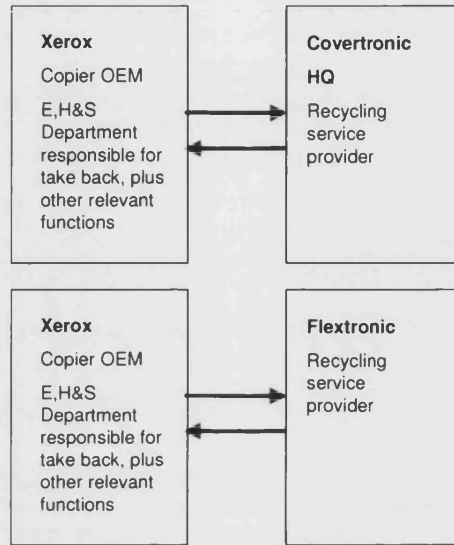 Xerox
Copier OEM
E,H&S
Department
responsible for
take back, plus
other relevant
functions
Covertronic
HQ
Recycling
service
provider
Xerox
Copier OEM
E,H&S
Department
responsible for
take back, plus
other relevant
functions
Flextronic
Recycling
service
provider